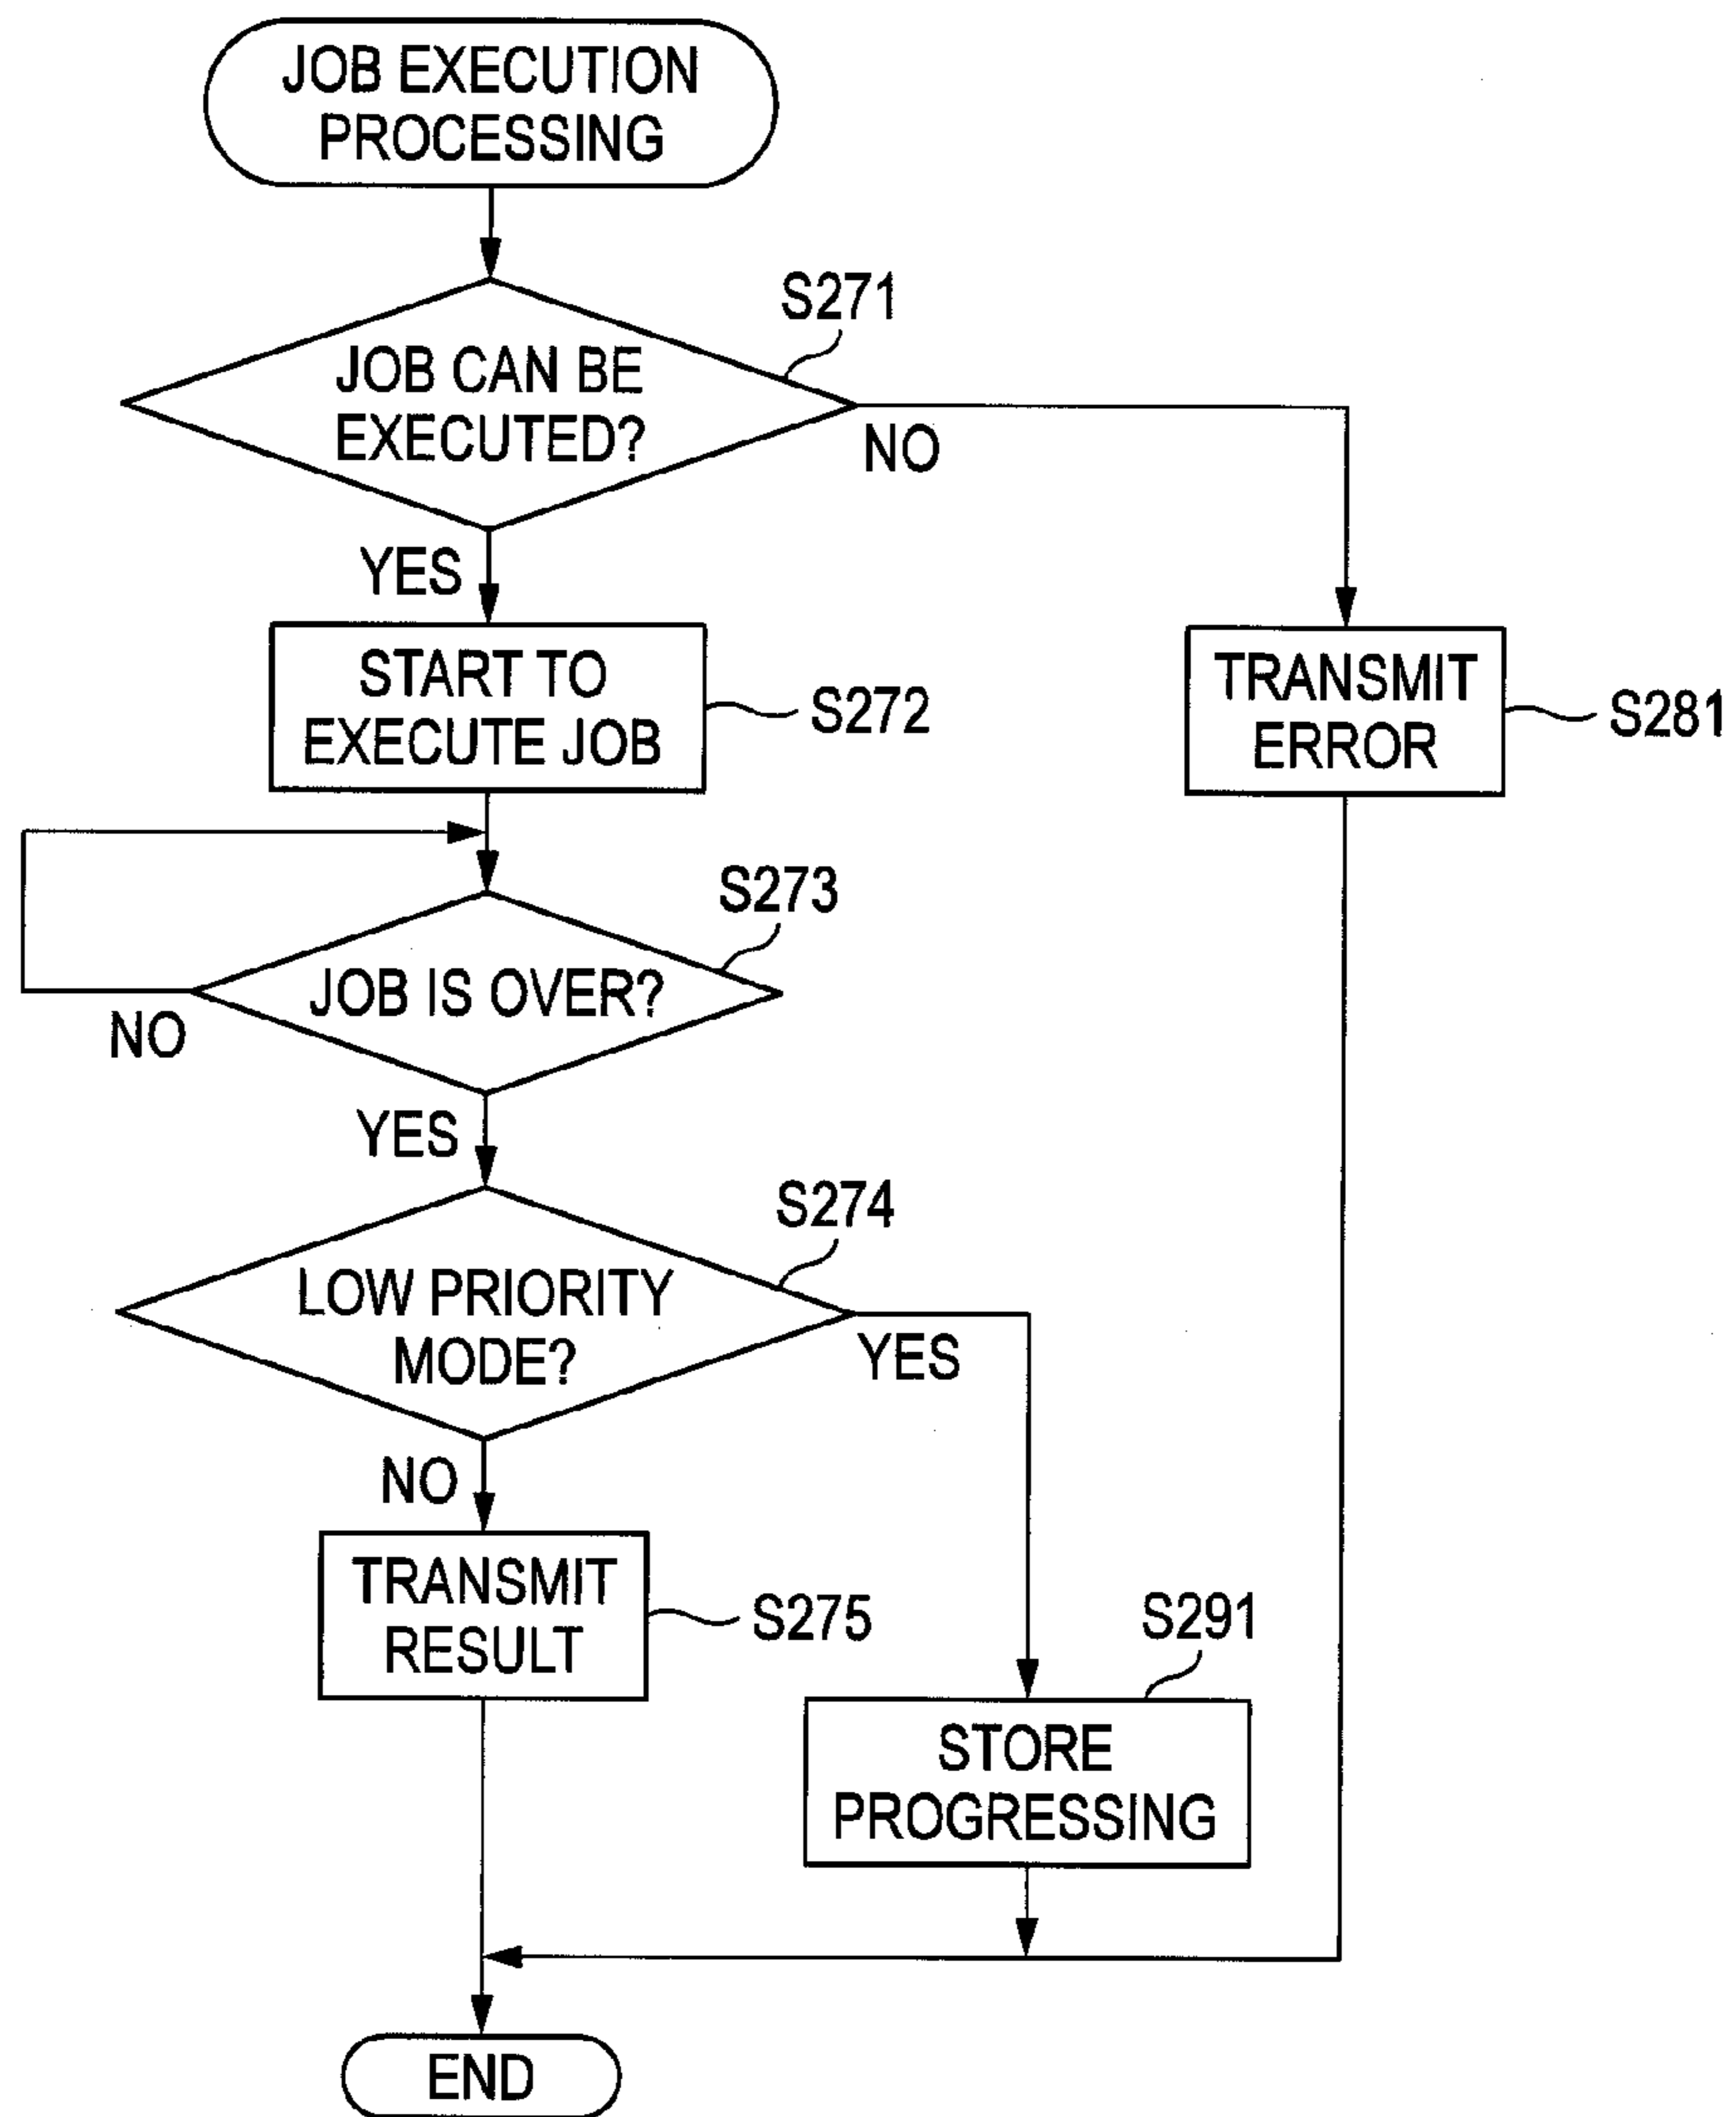 JOB EXECUTION
PROCESSING
S271
JOB CAN BE
EXECUTED?
NO
YES
START TO
EXECUTE JOB
S272
TRANSMIT
ERROR
S281
S273
JOB IS OVER?
NO
YES
S274
LOW PRIORITY
MODE?
YES
NO
TRANSMIT
RESULT
S275
S291
STORE
PROGRESSING
END